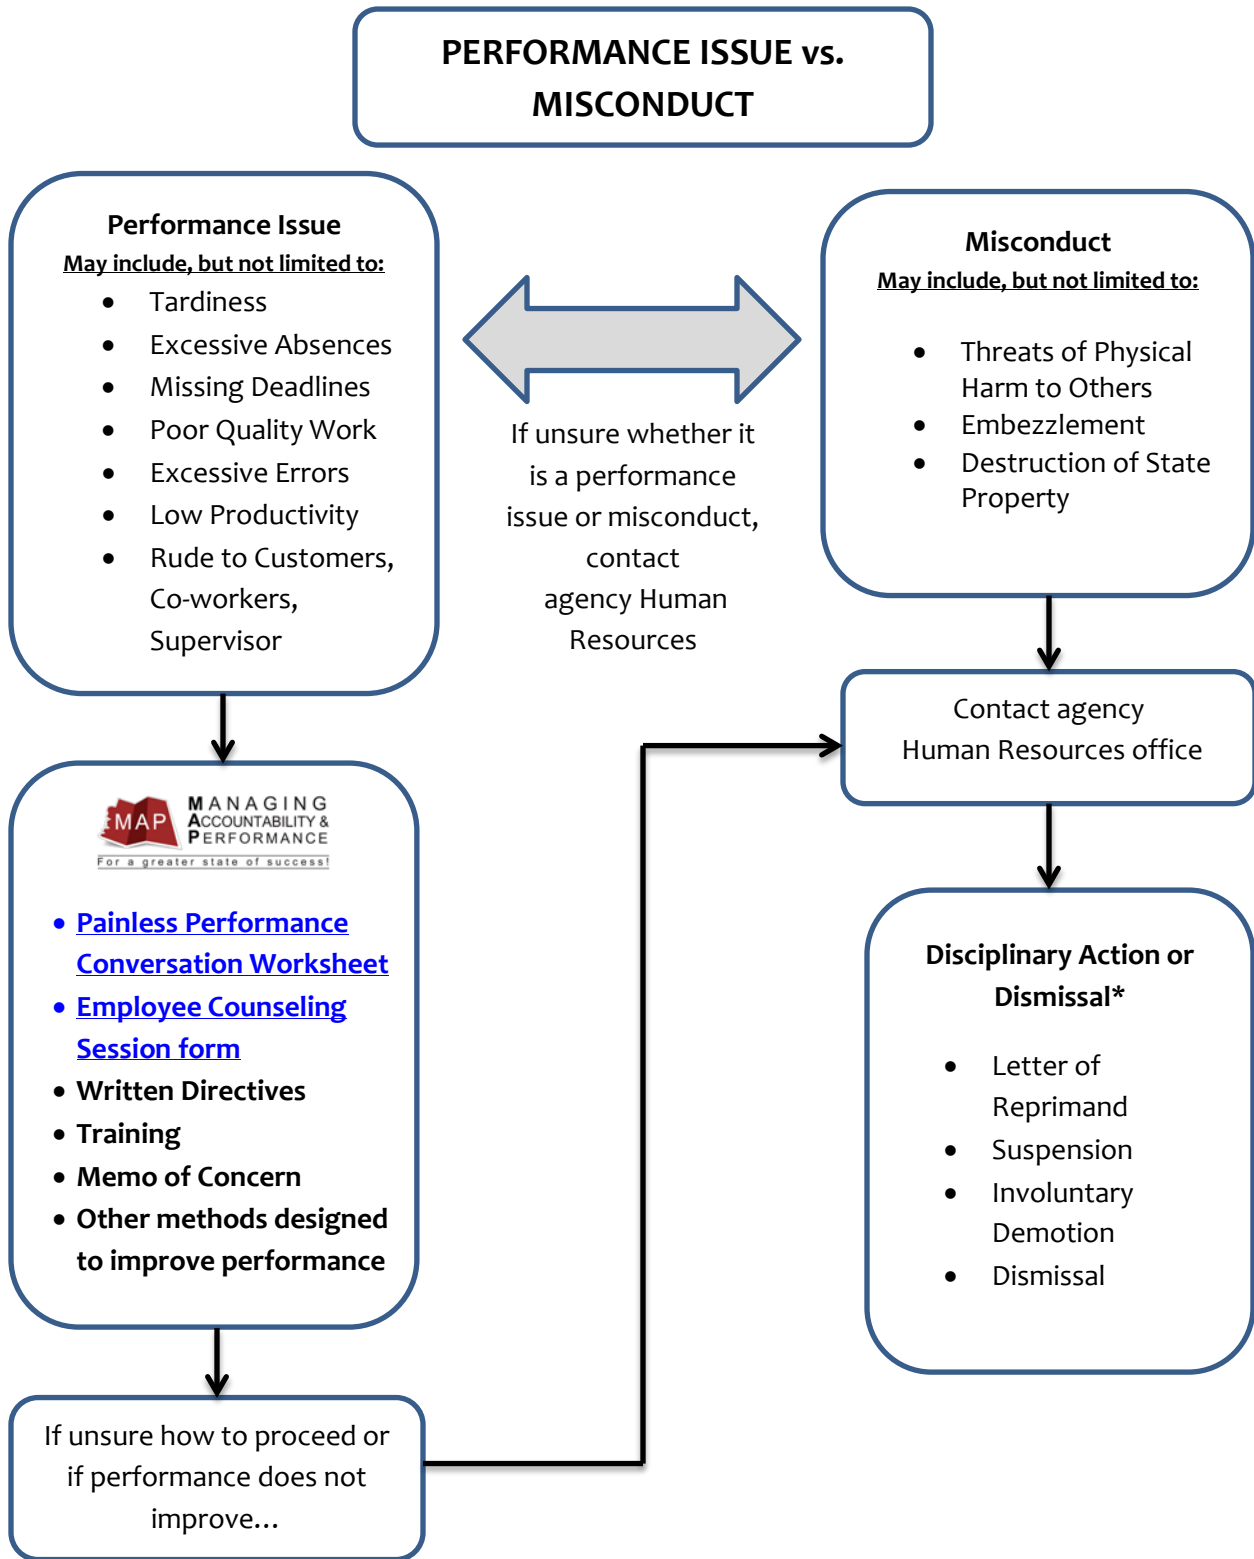 PERFORMANCE ISSUE vs.
MISCONDUCT
Performance Issue
May include, but not limited to:
• Tardiness
• Excessive Absences
• Missing Deadlines
• Poor Quality Work
• Excessive Errors
• Low Productivity
• Rude to Customers,
Co-workers,
Supervisor
If unsure whether it
is a performance
issue or misconduct,
contact
agency Human
Resources
Misconduct
May include, but not limited to:
• Threats of Physical
Harm to Others
• Embezzlement
• Destruction of State
Property
Contact agency
Human Resources office
MAP
MANAGING
ACCOUNTABILITY &
PERFORMANCE
For a greater state of success!
• Painless Performance
Conversation Worksheet
• Employee Counseling
Session form
• Written Directives
• Training
• Memo of Concern
• Other methods designed
to improve performance
Disciplinary Action or
Dismissal*
• Letter of
Reprimand
• Suspension
• Involuntary
Demotion
• Dismissal
If unsure how to proceed or
if performance does not
improve…